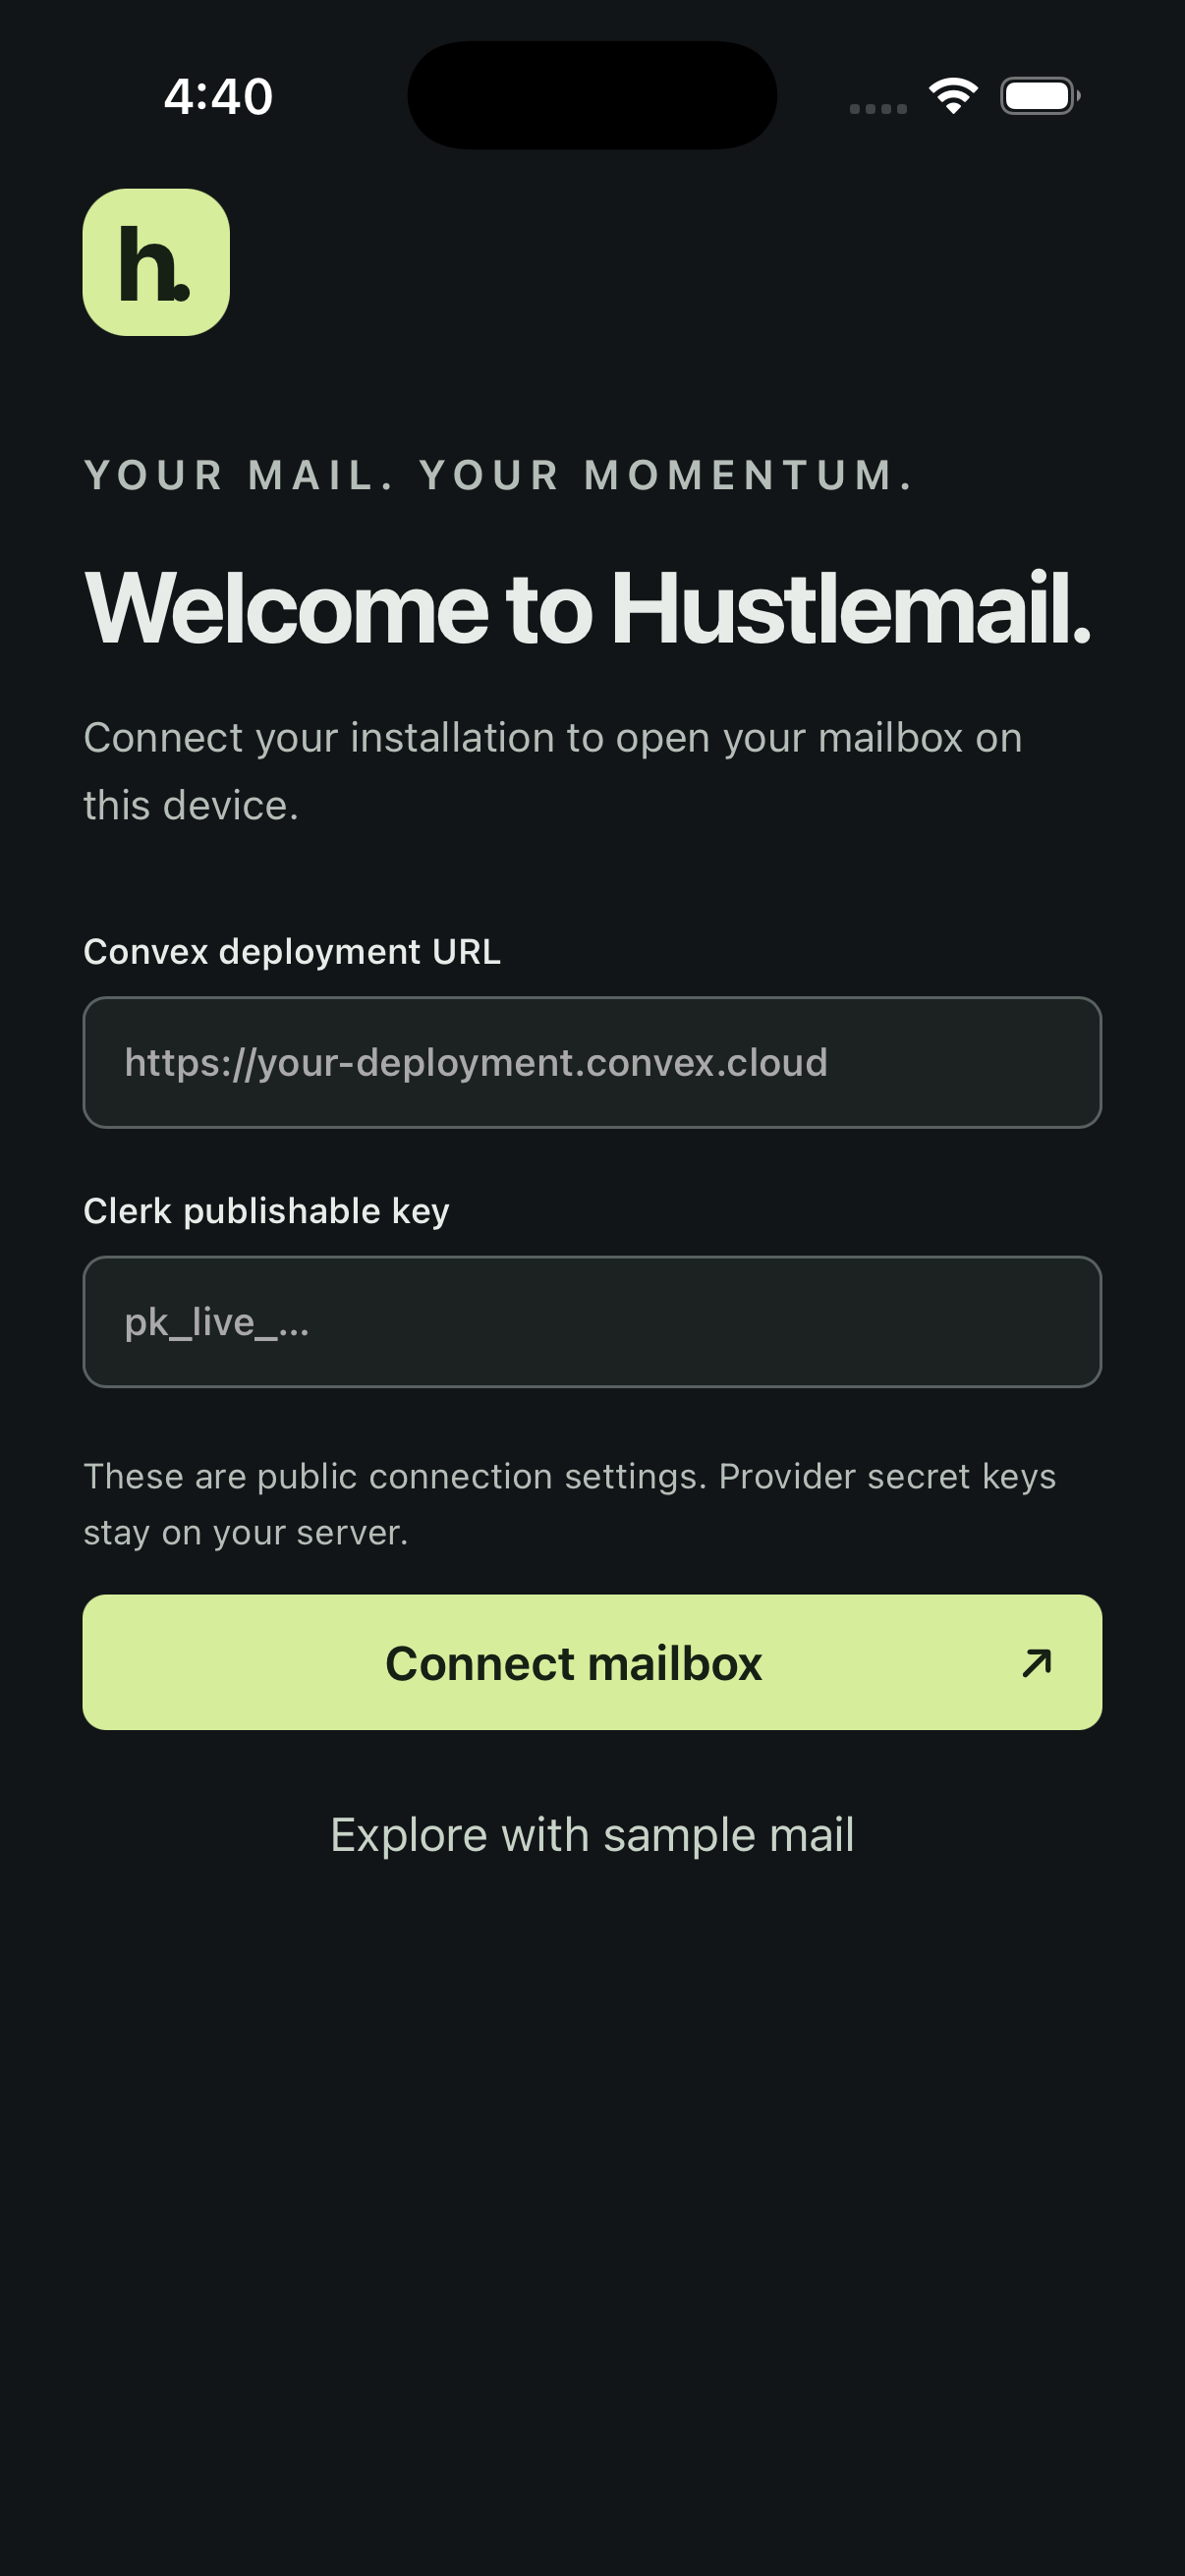 4:40
h.
YOUR MAIL. YOUR MOMENTUM.
Welcome to Hustlemail.
Connect your installation to open your mailbox on
this device.
Convex deployment URL
https://your-deployment.convex.cloud
Clerk publishable key
pk_live_...
These are public connection settings. Provider secret keys
stay on your server.
Connect mailbox
Explore with sample mail